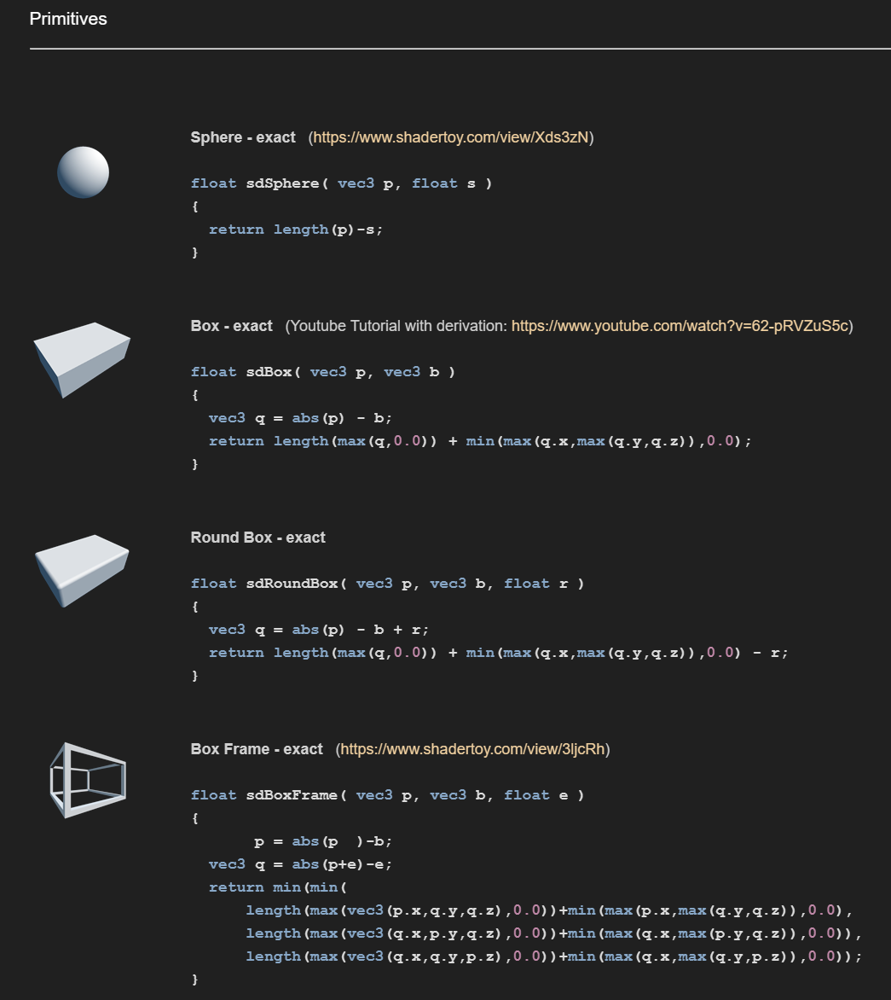 Primitives
Sphere - exact   (https://www.shadertoy.com/view/Xds3zN)
float sdSphere( vec3 p, float s )
{
  return length(p)-s;
}
Box - exact   (Youtube Tutorial with derivation: https://www.youtube.com/watch?v=62-pRVZuS5c)
float sdBox( vec3 p, vec3 b )
{
  vec3 q = abs(p) - b;
  return length(max(q,0.0)) + min(max(q.x,max(q.y,q.z)),0.0);
}
Round Box - exact
float sdRoundBox( vec3 p, vec3 b, float r )
{
  vec3 q = abs(p) - b + r;
  return length(max(q,0.0)) + min(max(q.x,max(q.y,q.z)),0.0) - r;
}
Box Frame - exact   (https://www.shadertoy.com/view/3ljcRh)
float sdBoxFrame( vec3 p, vec3 b, float e )
{
       p = abs(p  )-b;
  vec3 q = abs(p+e)-e;
  return min(min(
      length(max(vec3(p.x,q.y,q.z),0.0))+min(max(p.x,max(q.y,q.z)),0.0),
      length(max(vec3(q.x,p.y,q.z),0.0))+min(max(q.x,max(p.y,q.z)),0.0)),
      length(max(vec3(q.x,q.y,p.z),0.0))+min(max(q.x,max(q.y,p.z)),0.0));
}